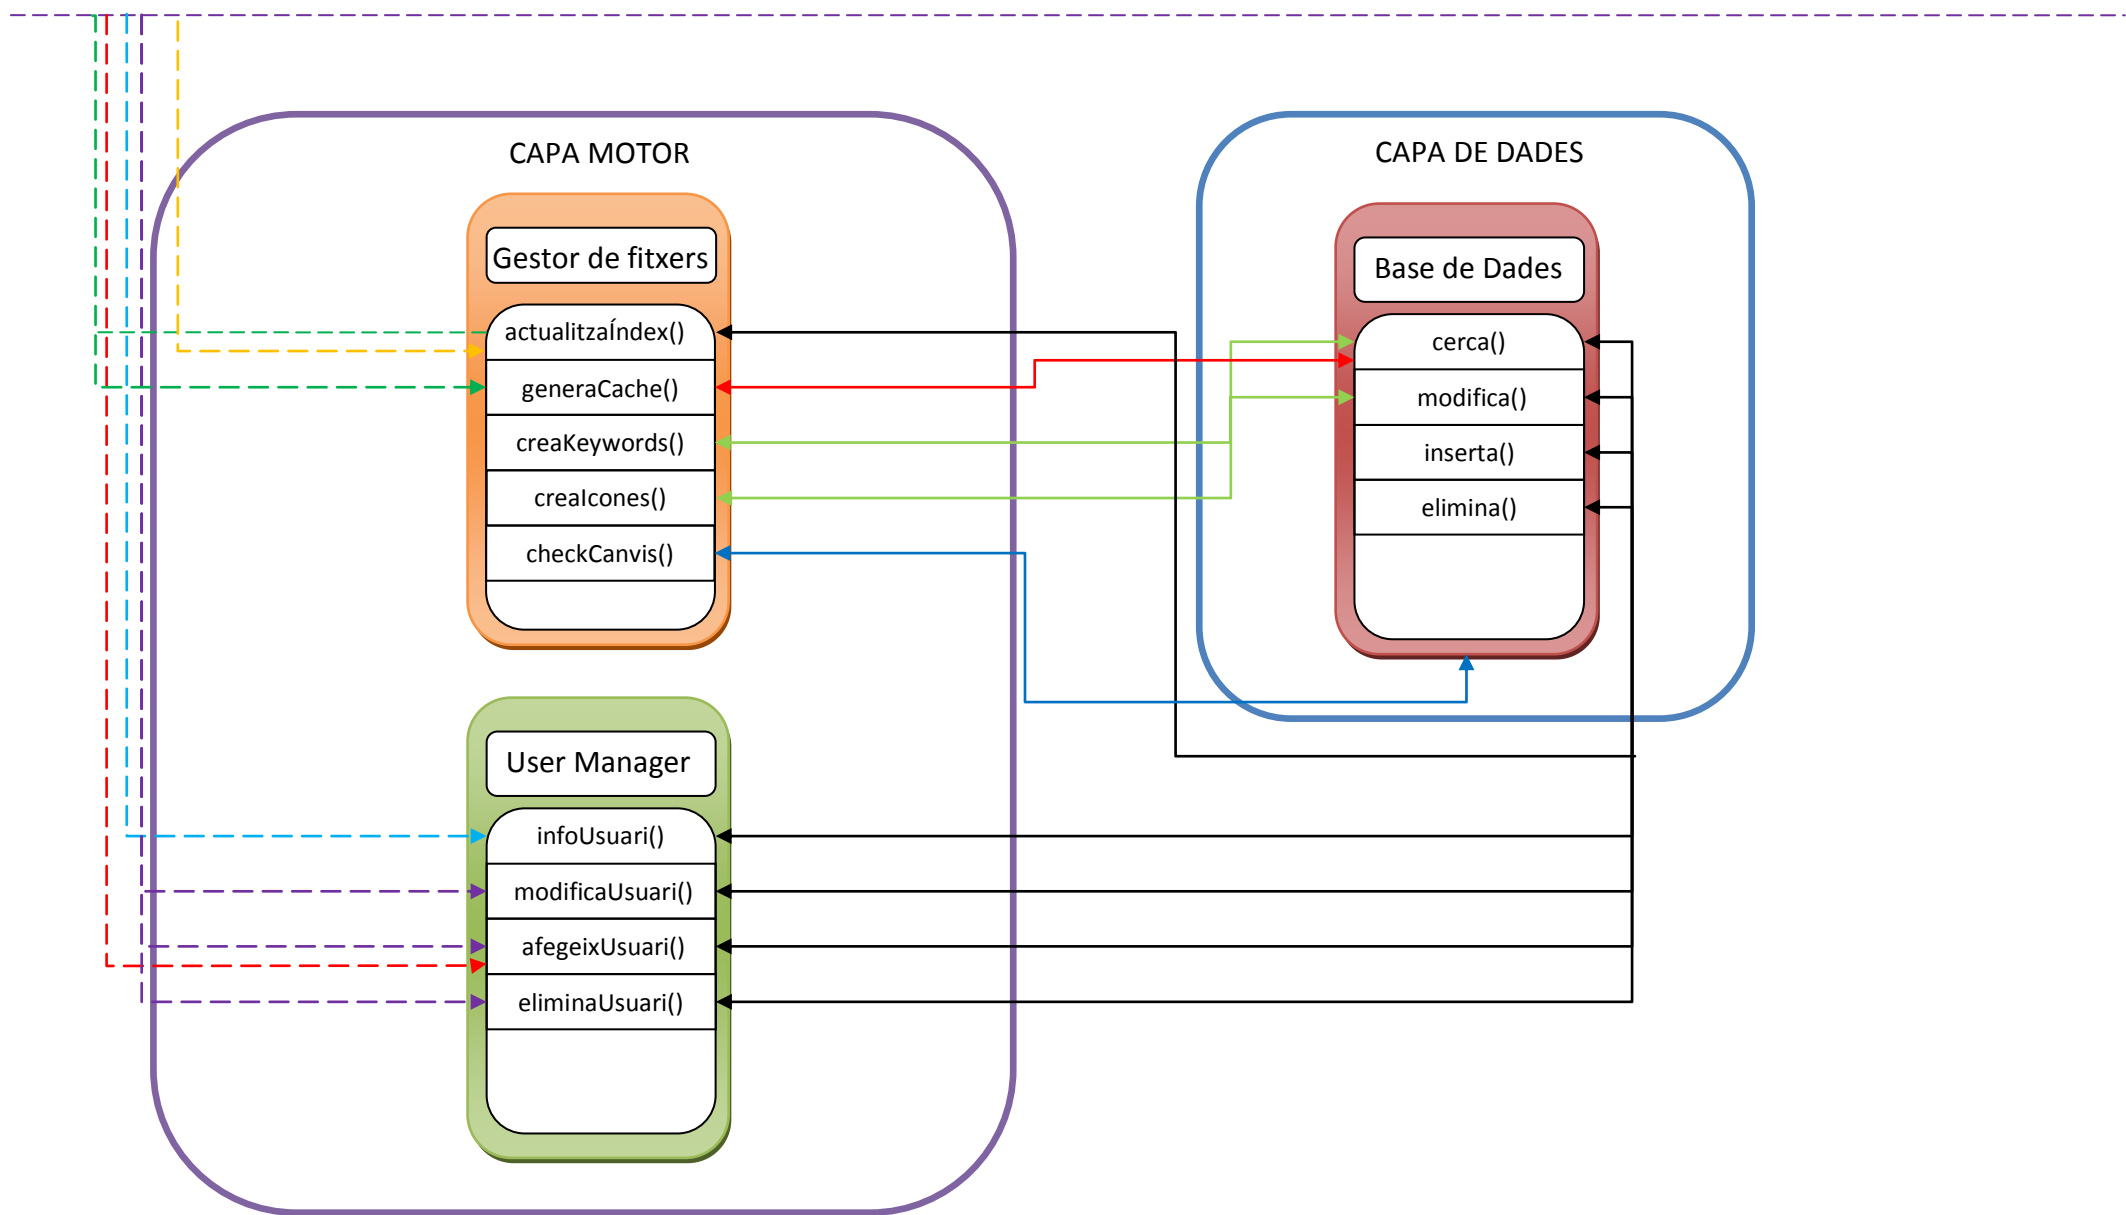 CAPA MOTOR
Gestor de fitxers
actualitzaÍndex()
generaCache()
creaKeywords()
creaIcones()
checkCanvis()
User Manager
infoUsuari()
modificaUsuari()
afegeixUsuari()
eliminaUsuari()
CAPA DE DADES
Base de Dades
cerca()
modifica()
inserta()
elimina()